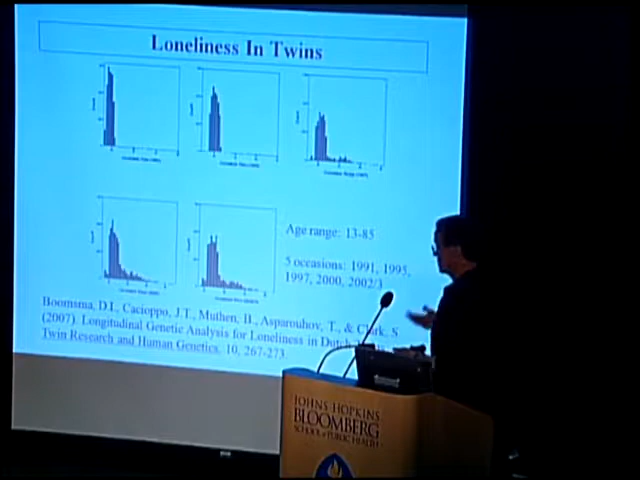 Loneliness In Twins
Age range: 13-85
5 occasions: 1991, 1995,
1997, 2000, 2002/3
Boomsma, D.I., Cacioppo, J.T., Muthen, B., Asparouhov, T., & Clark, S
(2007). Longitudinal Genetic Analysis for Loneliness in Dutch
Twin Research and Human Genetics, 10, 267-273.
JOHNS HOPKINS
BLOOMBERG
SCHOOL of PUBLIC HEALTH